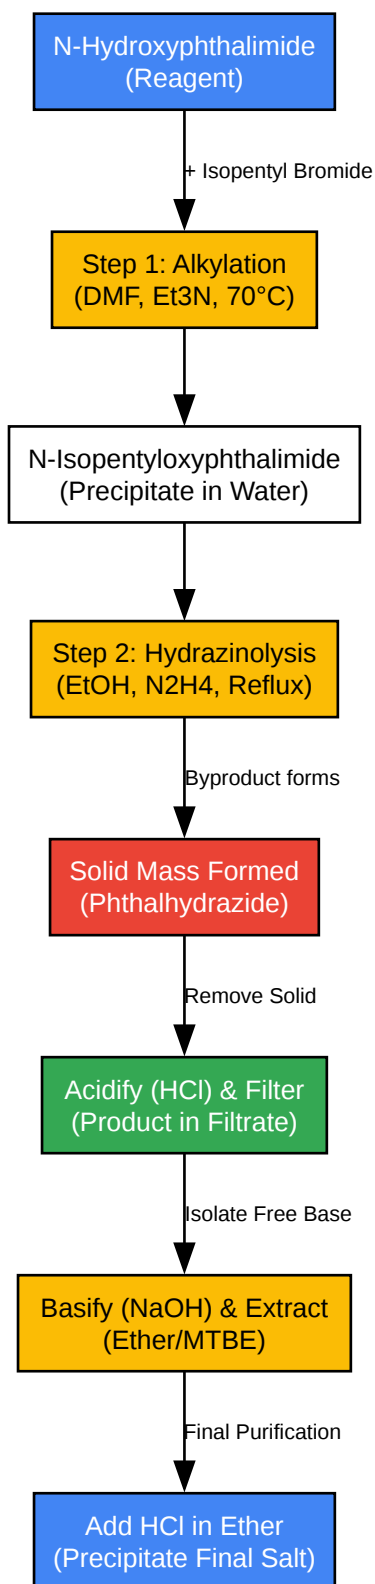 N-Hydroxyphthalimide
(Reagent)
+ Isopentyl Bromide
Step 1: Alkylation
(DMF, Et3N, 70°C)
N-Isopentyloxyphthalimide
(Precipitate in Water)
Step 2: Hydrazinolysis
(EtOH, N2H4, Reflux)
Byproduct forms
Solid Mass Formed
(Phthalhydrazide)
Remove Solid
Acidify (HCl) & Filter
(Product in Filtrate)
Isolate Free Base
Basify (NaOH) & Extract
(Ether/MTBE)
Final Purification
Add HCl in Ether
(Precipitate Final Salt)